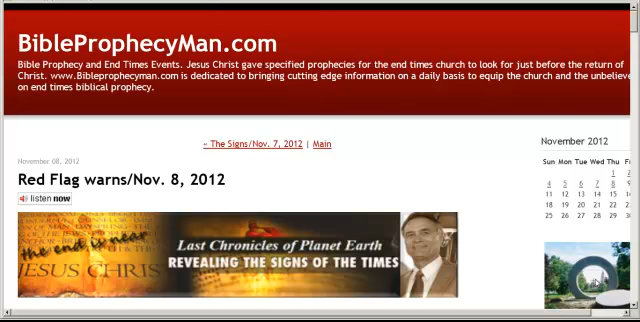 BibleProphecyMan.com
Bible Prophecy and End Times Events. Jesus Christ gave specified prophecies for the end times church to look for just before the return of
Christ. www.Bibleprophecyman.com is dedicated to bringing cutting edge information on a daily basis to equip the church and the unbelieve
on end times biblical prophecy.
« The Signs/Nov. 7, 2012 | Main
November 08, 2012
Red Flag warns/Nov. 8, 2012
listen now
the end is near
JESUS CHRIS
Last Chronicles of Planet Earth
REVEALING THE SIGNS OF THE TIMES
November 2012
Sun Mon Tue Wed Thu Fr
1 2
4 5 6 7 8 9
11 12 13 14 15 16
18 19 20 21 22 23
25 26 27 28 29 30